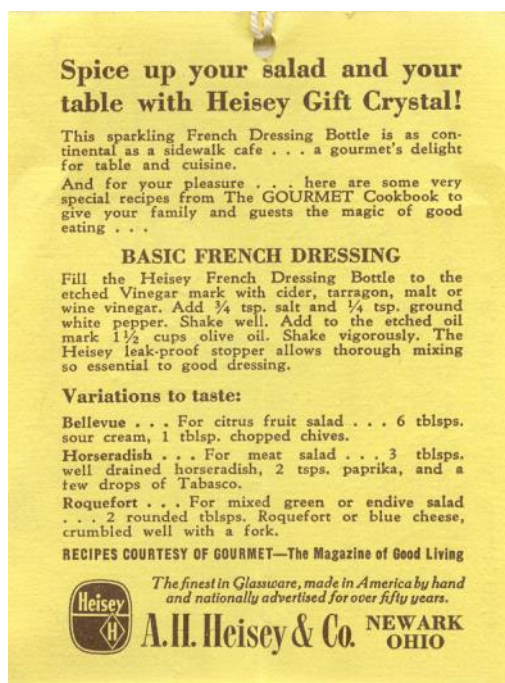 Spice up your salad and your
table with Heisey Gift Crystal!
This sparkling French Dressing Bottle is as con-
tinental as a sidewalk cafe . . . a gourmet's delight
for table and cuisine.
And for your pleasure . . . here are some very
special recipes from The GOURMET Cookbook to
give your family and guests the magic of good
eating . . .
BASIC FRENCH DRESSING
Fill the Heisey French Dressing Bottle to the
etched Vinegar mark with cider, tarragon, malt or
wine vinegar. Add ¾ tsp. salt and ¼ tsp. ground
white pepper. Shake well. Add to the etched oil
mark 1½ cups olive oil. Shake vigorously. The
Heisey leak-proof stopper allows thorough mixing
so essential to good dressing.
Variations to taste:
Bellevue . . . For citrus fruit salad . . . 6 tblsps.
sour cream, 1 tblsp. chopped chives.
Horseradish . . . For meat salad . . . 3 tblsps.
well drained horseradish, 2 tsps. paprika, and a
few drops of Tabasco.
Roquefort . . . For mixed green or endive salad
. . . 2 rounded tblsps. Roquefort or blue cheese,
crumbled well with a fork.
RECIPES COURTESY OF GOURMET—The Magazine of Good Living
The finest in Glassware, made in America by hand
and nationally advertised for over fifty years.
Heisey
H
A.H. Heisey & Co. NEWARK
OHIO